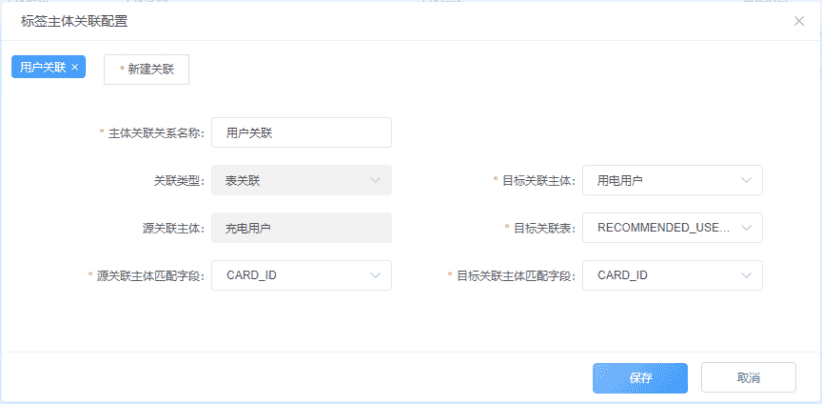 标签主体关联配置
用户关联 × * 新建关联
* 主体关联关系名称: 用户关联
关联类型: 表关联 * 目标关联主体: 用电用户
源关联主体: 充电用户 * 目标关联表: RECOMMENDED_USE...
* 源关联主体匹配字段: CARD_ID * 目标关联主体匹配字段: CARD_ID
保存 取消